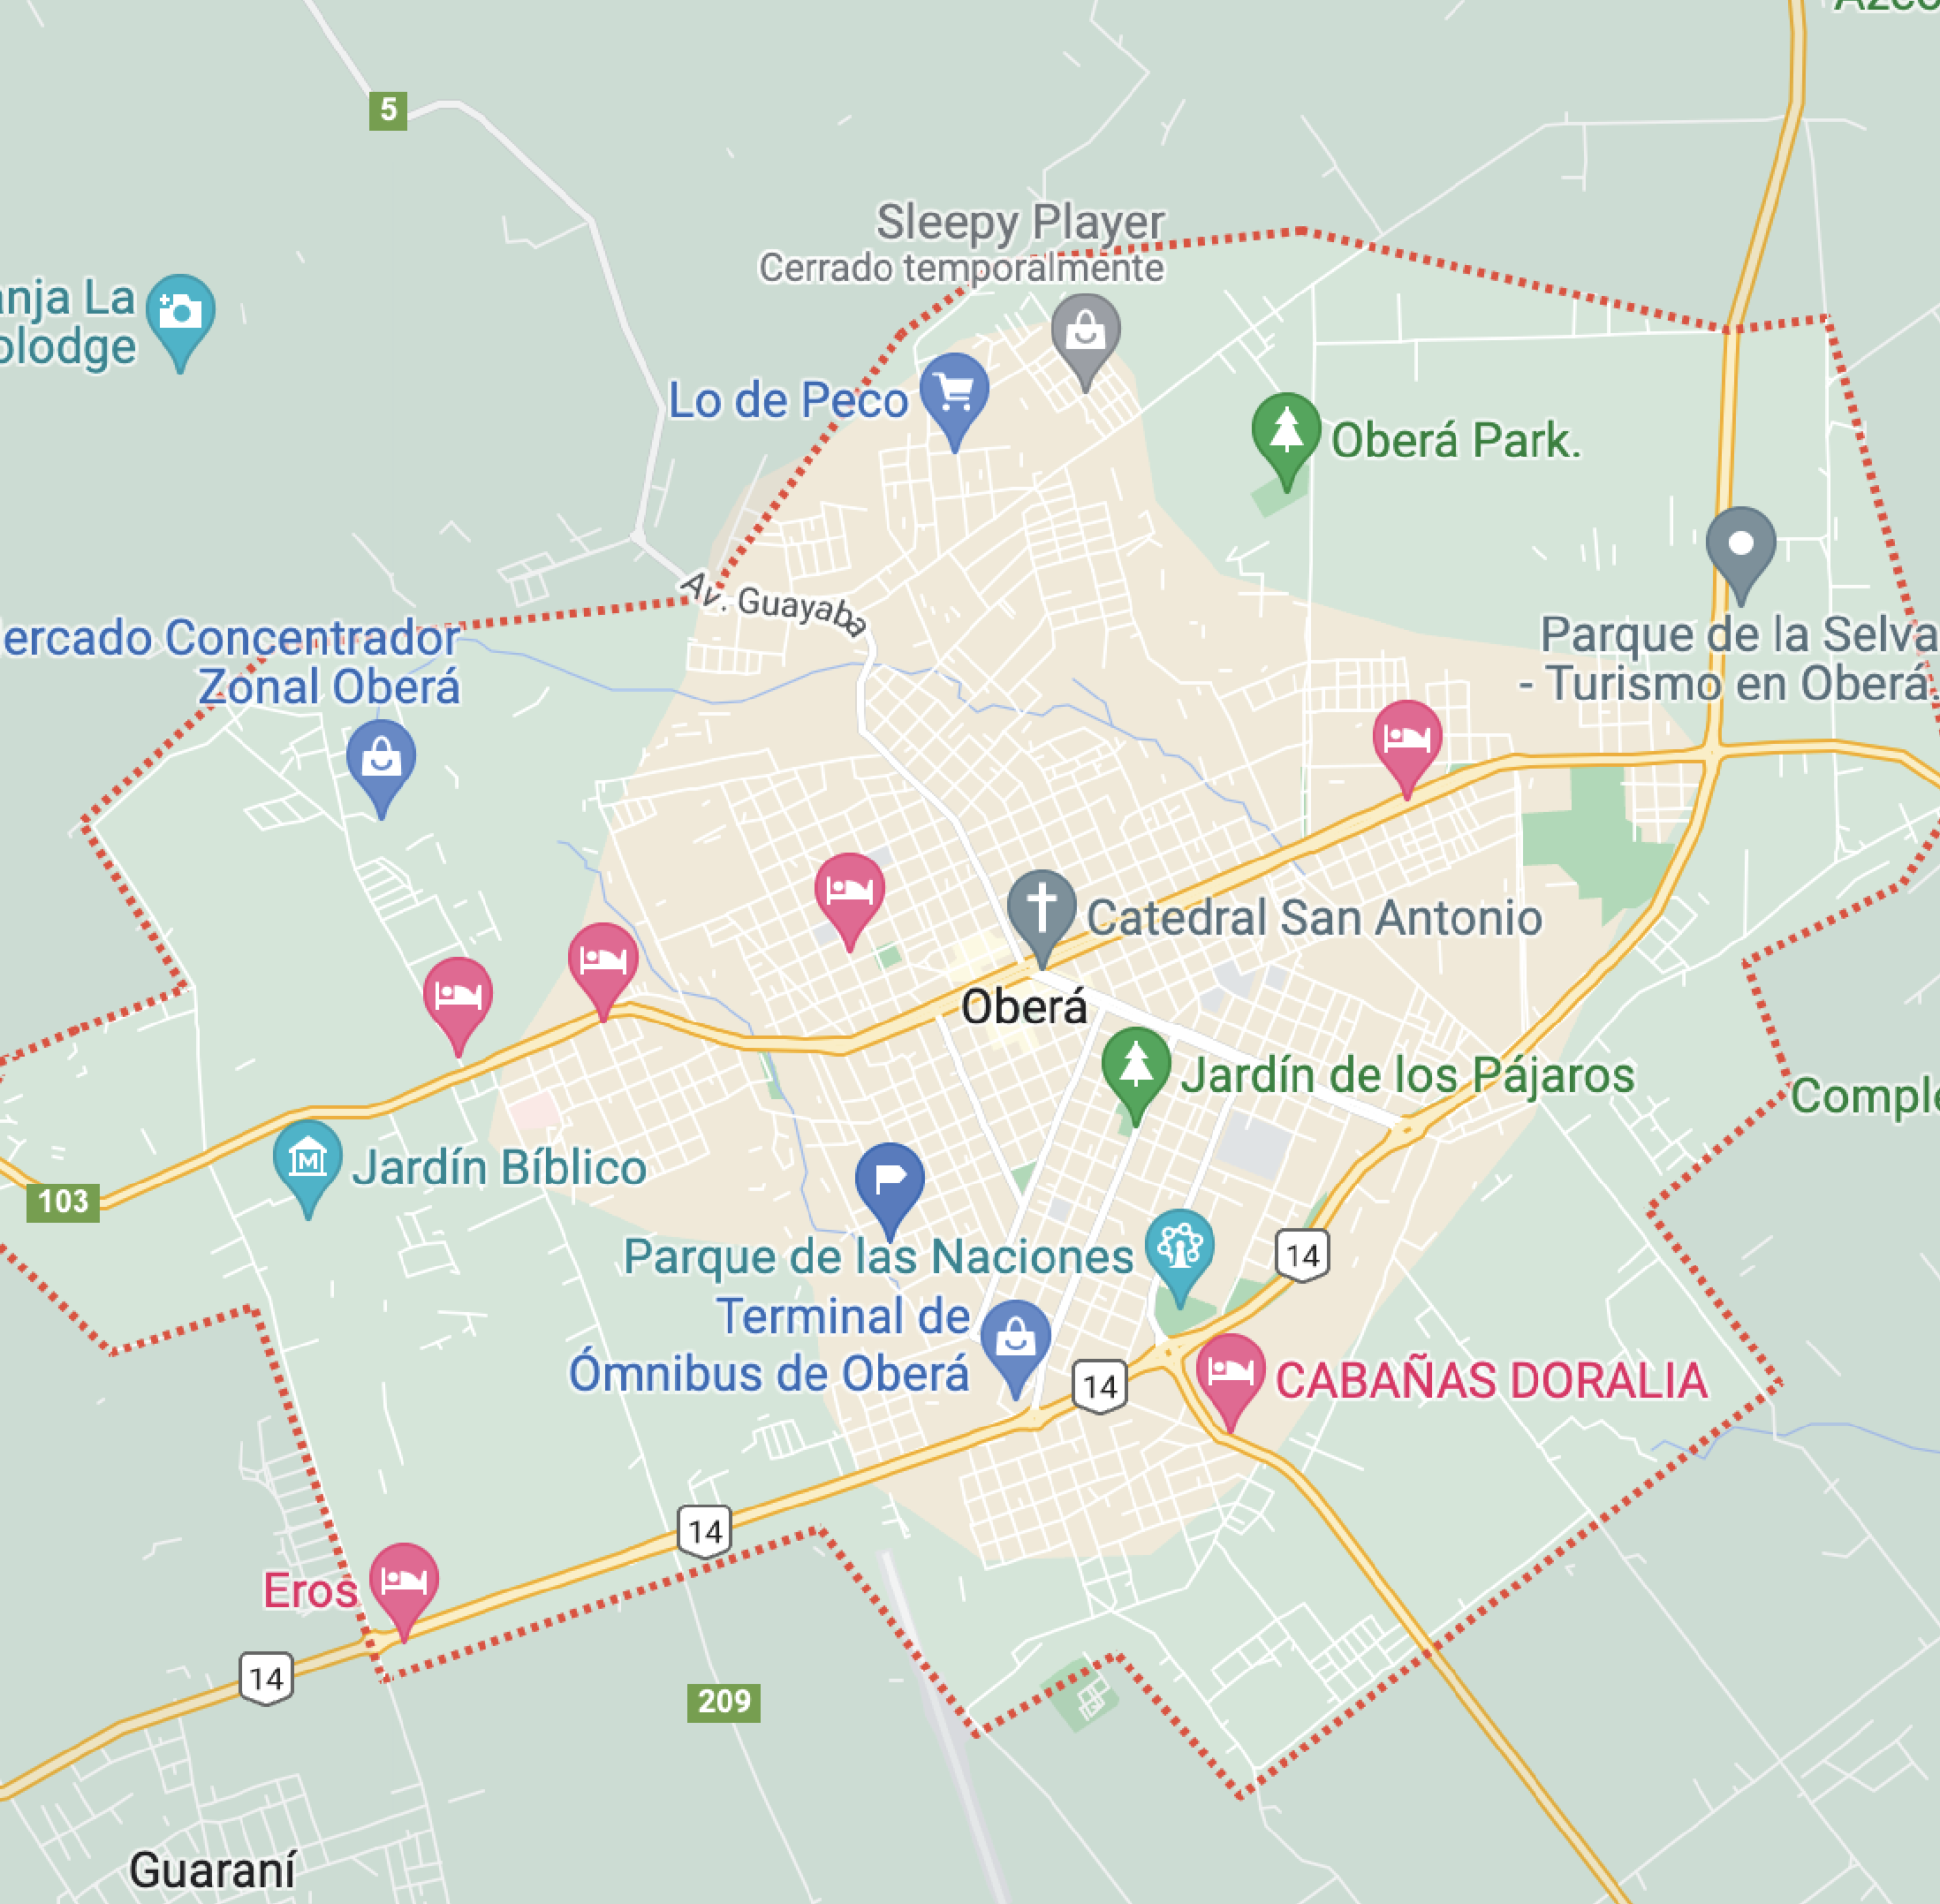 5
Sleepy Player
Cerrado temporalmente
anja La
olodge
Lo de Peco
Oberá Park.
Av. Guayaba
ercado Concentrador
Zonal Oberá
Parque de la Selva
- Turismo en Oberá.
Catedral San Antonio
Oberá
Jardín de los Pájaros
Comple
Jardín Bíblico
103
Parque de las Naciones
14
Terminal de
Ómnibus de Oberá
14
CABAÑAS DORALIA
14
Eros
14
209
Guaraní